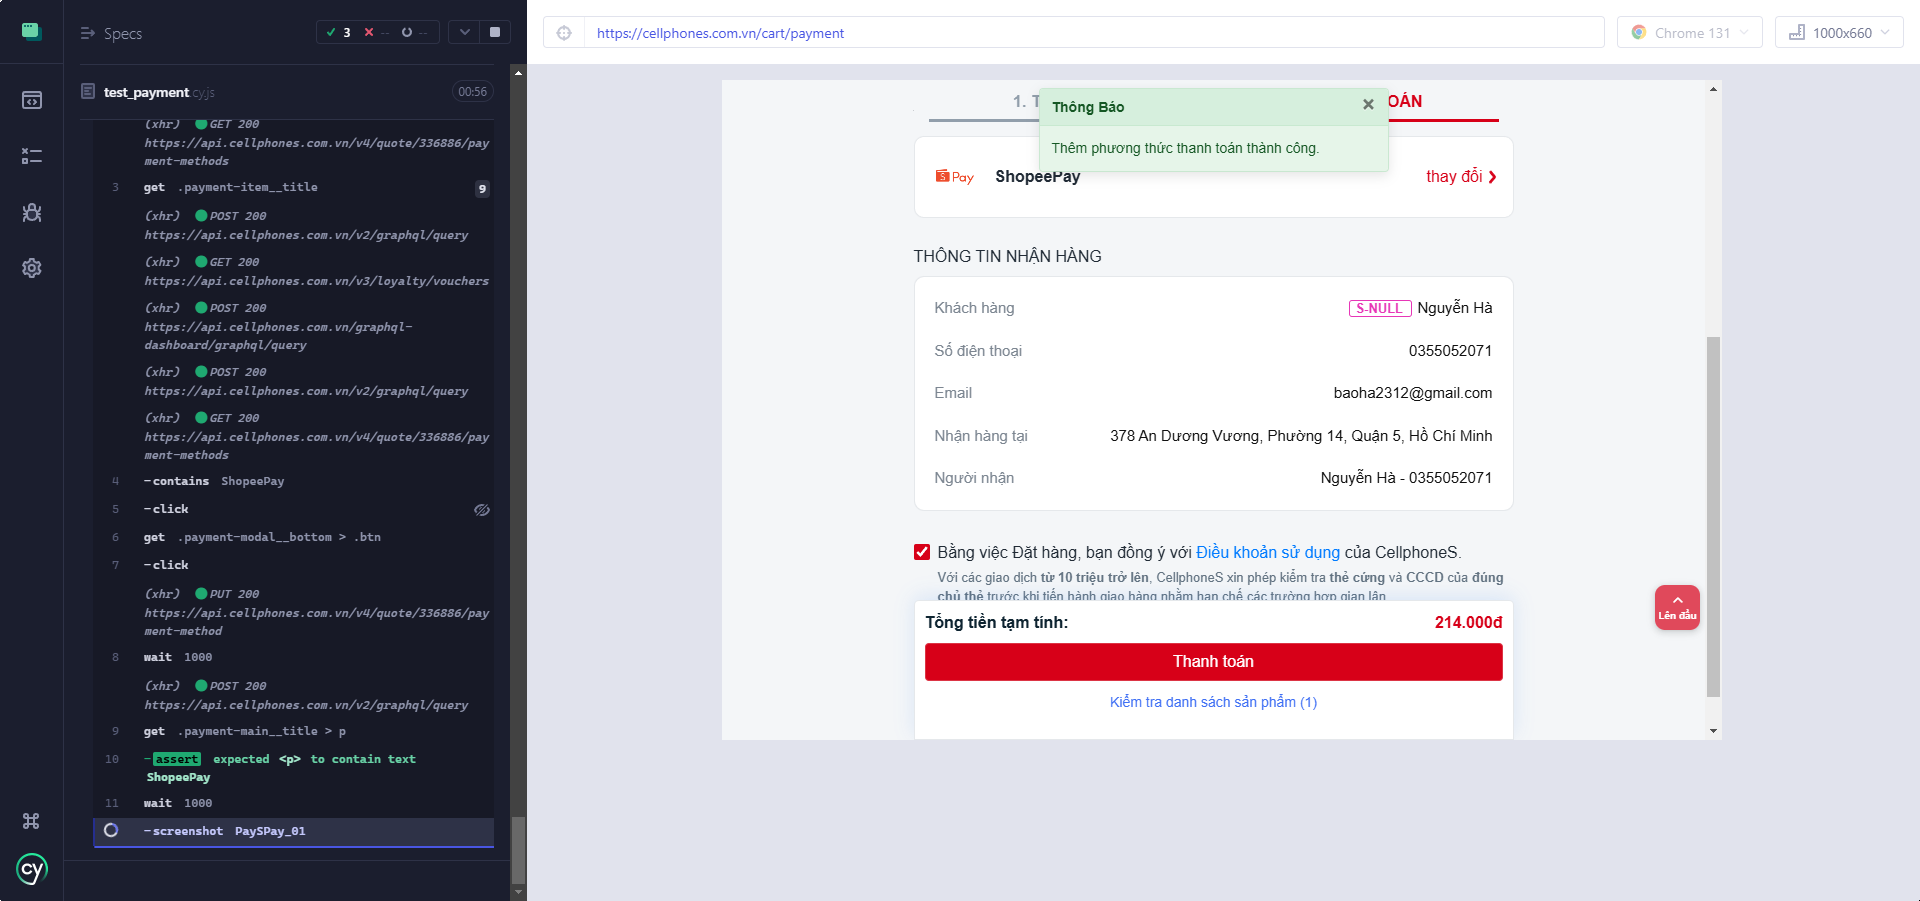 Specs
3
--
--
https://cellphones.com.vn/cart/payment
Chrome 131
1000x660
test_payment.cy.js
00:56
(xhr) GET 200
https://api.cellphones.com.vn/v4/quote/336886/pay
ment-methods
3 get .payment-item__title 9
(xhr) POST 200
https://api.cellphones.com.vn/v2/graphql/query
(xhr) GET 200
https://api.cellphones.com.vn/v3/loyalty/vouchers
(xhr) POST 200
https://api.cellphones.com.vn/graphql-
dashboard/graphql/query
(xhr) POST 200
https://api.cellphones.com.vn/v2/graphql/query
(xhr) GET 200
https://api.cellphones.com.vn/v4/quote/336886/pay
ment-methods
4 -contains ShopeePay
5 -click
6 get .payment-modal__bottom > .btn
7 -click
(xhr) PUT 200
https://api.cellphones.com.vn/v4/quote/336886/pay
ment-method
8 wait 1000
(xhr) POST 200
https://api.cellphones.com.vn/v2/graphql/query
9 get .payment-main__title > p
10 -assert expected <p> to contain text
ShopeePay
11 wait 1000
-screenshot PaySPay_01
cy
1. T
OÁN
Thông Báo
Thêm phương thức thanh toán thành công.
S Pay
ShopeePay
thay đổi
THÔNG TIN NHẬN HÀNG
Khách hàng S-NULL Nguyễn Hà
Số điện thoại 0355052071
Email baoha2312@gmail.com
Nhận hàng tại 378 An Dương Vương, Phường 14, Quận 5, Hồ Chí Minh
Người nhận Nguyễn Hà - 0355052071
Bằng việc Đặt hàng, bạn đồng ý với Điều khoản sử dụng của CellphoneS.
Với các giao dịch từ 10 triệu trở lên, CellphoneS xin phép kiểm tra thẻ cứng và CCCD của đúng
chủ thẻ trước khi tiến hành giao hàng nhằm hạn chế các trường hợp gian lận
Tổng tiền tạm tính: 214.000đ
Thanh toán
Kiểm tra danh sách sản phẩm (1)
Lên đầu